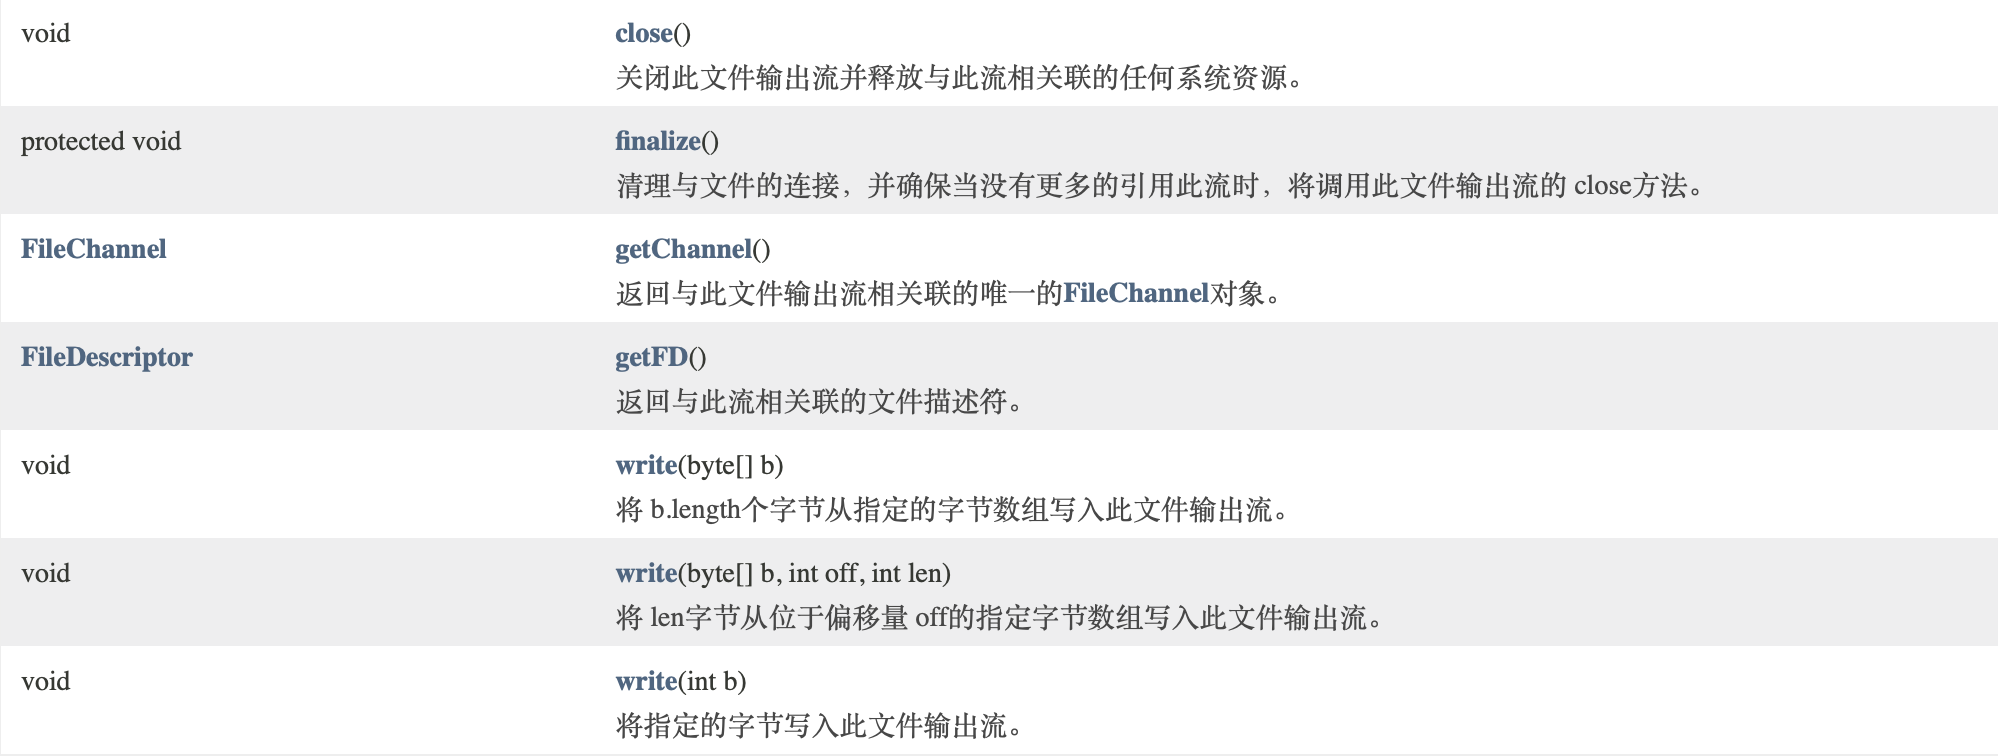 void
close()
关闭此文件输出流并释放与此流相关联的任何系统资源。
protected void
finalize()
清理与文件的连接，并确保当没有更多的引用此流时，将调用此文件输出流的 close方法。
FileChannel
getChannel()
返回与此文件输出流相关联的唯一的FileChannel对象。
FileDescriptor
getFD()
返回与此流相关联的文件描述符。
void
write(byte[] b)
将 b.length个字节从指定的字节数组写入此文件输出流。
void
write(byte[] b, int off, int len)
将 len字节从位于偏移量 off的指定字节数组写入此文件输出流。
void
write(int b)
将指定的字节写入此文件输出流。